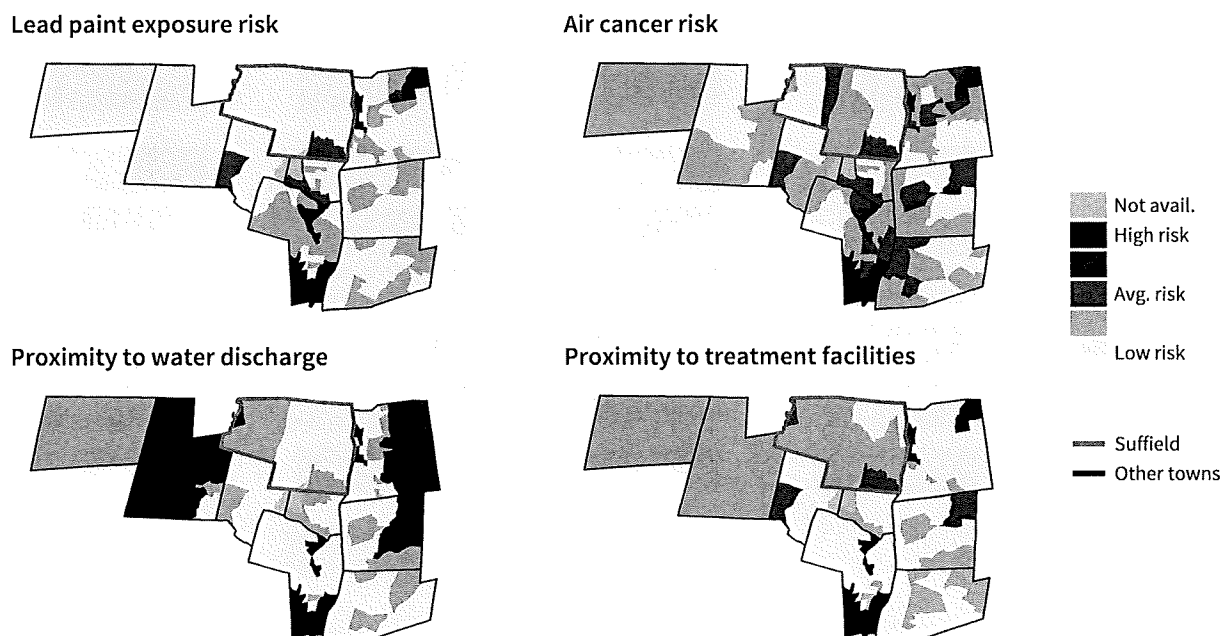 Lead paint exposure risk
Air cancer risk
Not avail.
High risk
Avg. risk
Low risk
Proximity to water discharge
Proximity to treatment facilities
Suffield
Other towns